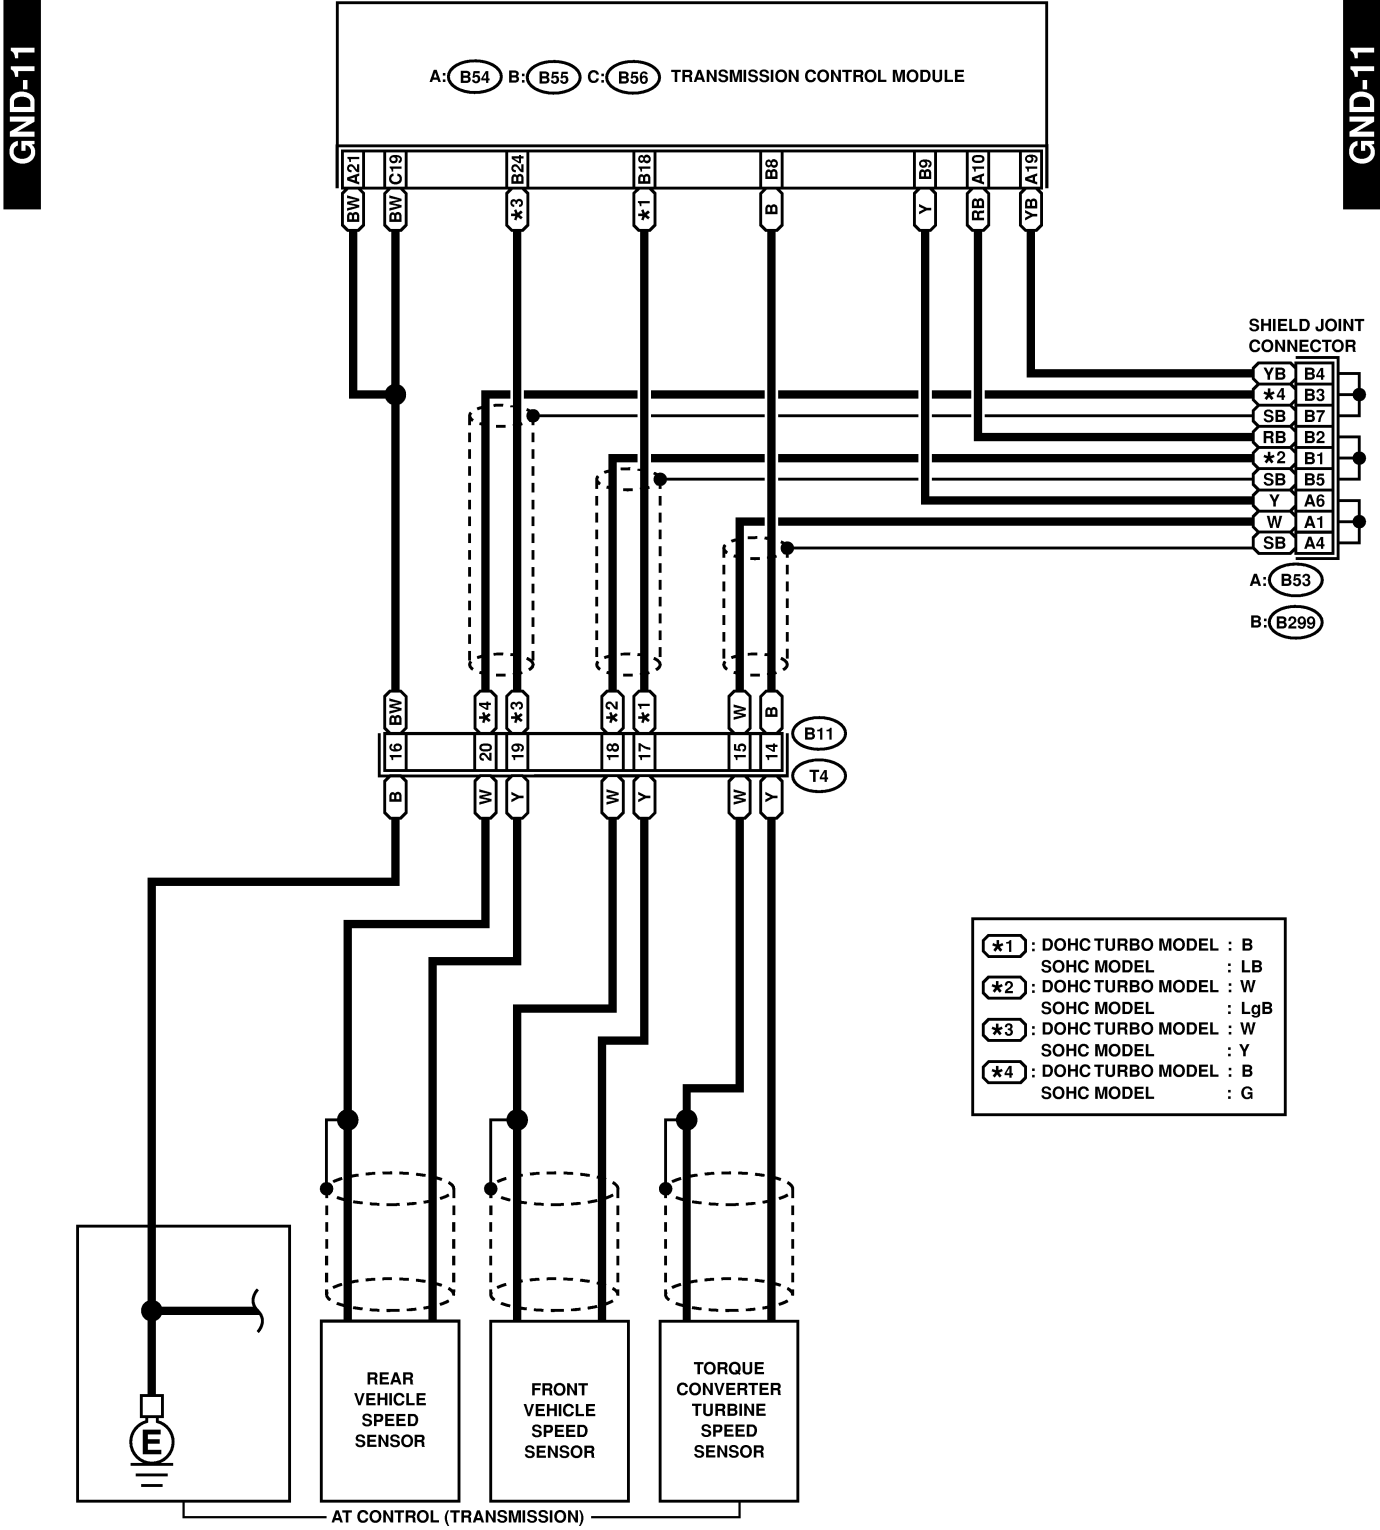 GND-11
GND-11
A: B54 B: B55 C: B56 TRANSMISSION CONTROL MODULE
A21 C19 B24 B18 B8 B9 A10 A19
BW BW *3 *1 B Y RB YB
SHIELD JOINT
CONNECTOR
YB B4
*4 B3
SB B7
RB B2
*2 B1
SB B5
Y A6
W A1
SB A4
A: B53
B: B299
BW *4 *3 *2 *1 W B
B11
16 20 19 18 17 15 14
T4
B W Y W Y W Y
*1 : DOHC TURBO MODEL : B
SOHC MODEL : LB
*2 : DOHC TURBO MODEL : W
SOHC MODEL : LgB
*3 : DOHC TURBO MODEL : W
SOHC MODEL : Y
*4 : DOHC TURBO MODEL : B
SOHC MODEL : G
E
REAR
VEHICLE
SPEED
SENSOR
FRONT
VEHICLE
SPEED
SENSOR
TORQUE
CONVERTER
TURBINE
SPEED
SENSOR
AT CONTROL (TRANSMISSION)